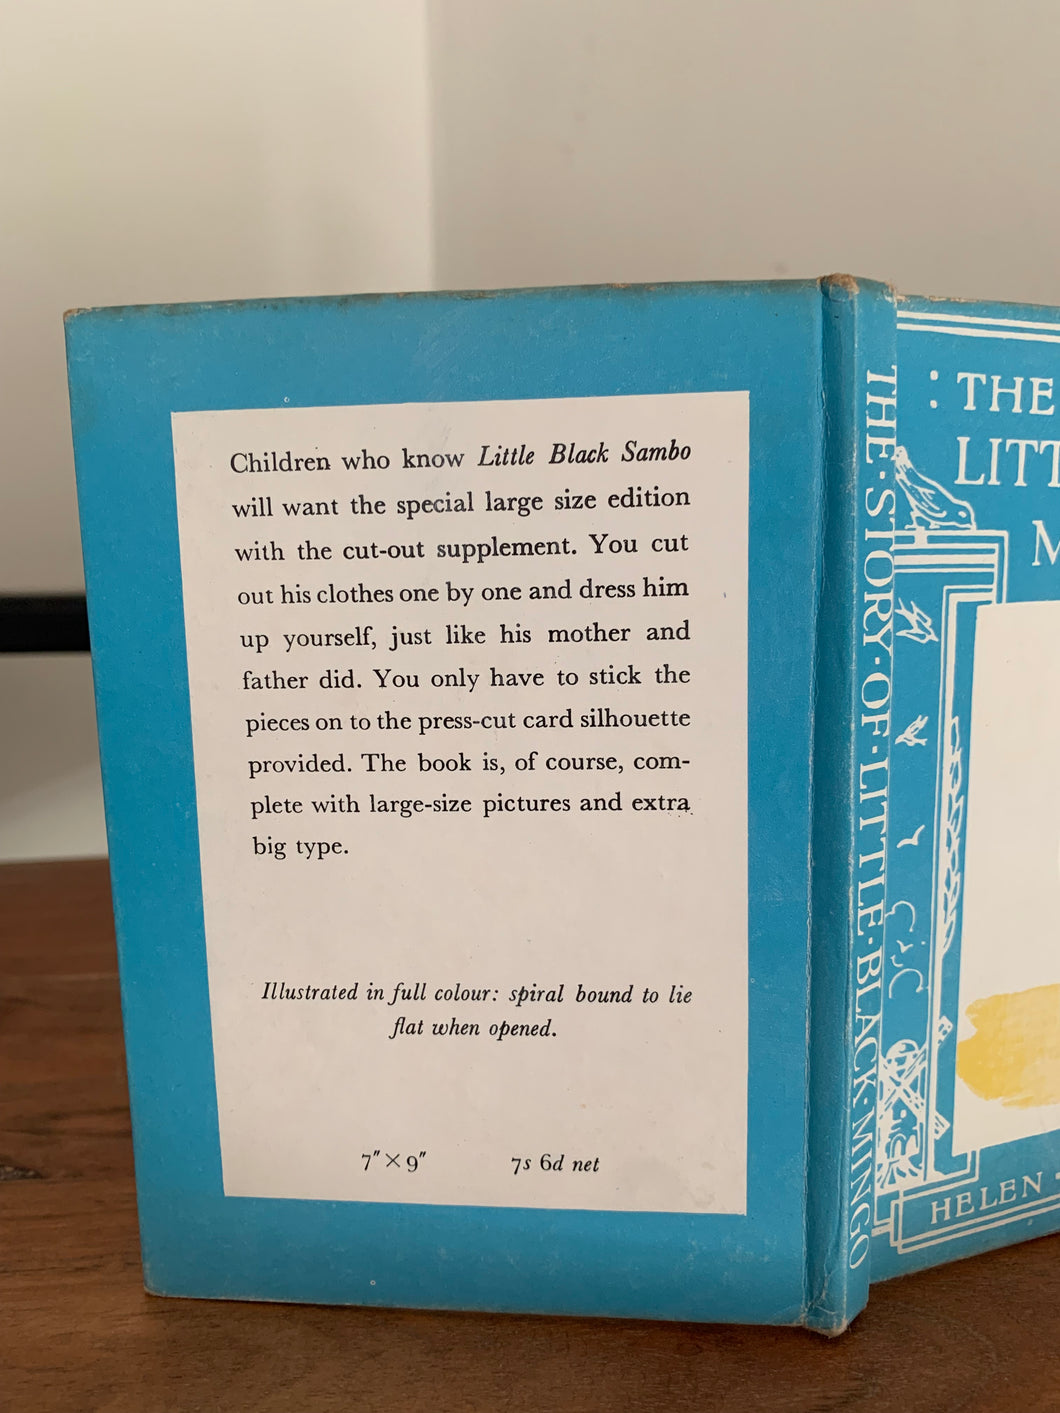 Children who know Little Black Sambo
will want the special large size edition
with the cut-out supplement. You cut
out his clothes one by one and dress him
up yourself, just like his mother and
father did. You only have to stick the
pieces on to the press-cut card silhouette
provided. The book is, of course, com-
plete with large-size pictures and extra
big type.
Illustrated in full colour: spiral bound to lie
flat when opened.
7" × 9" 7s 6d net
THE·STORY·OF·LITTLE·BLACK·MINGO
: THE
LITT
M
HELEN